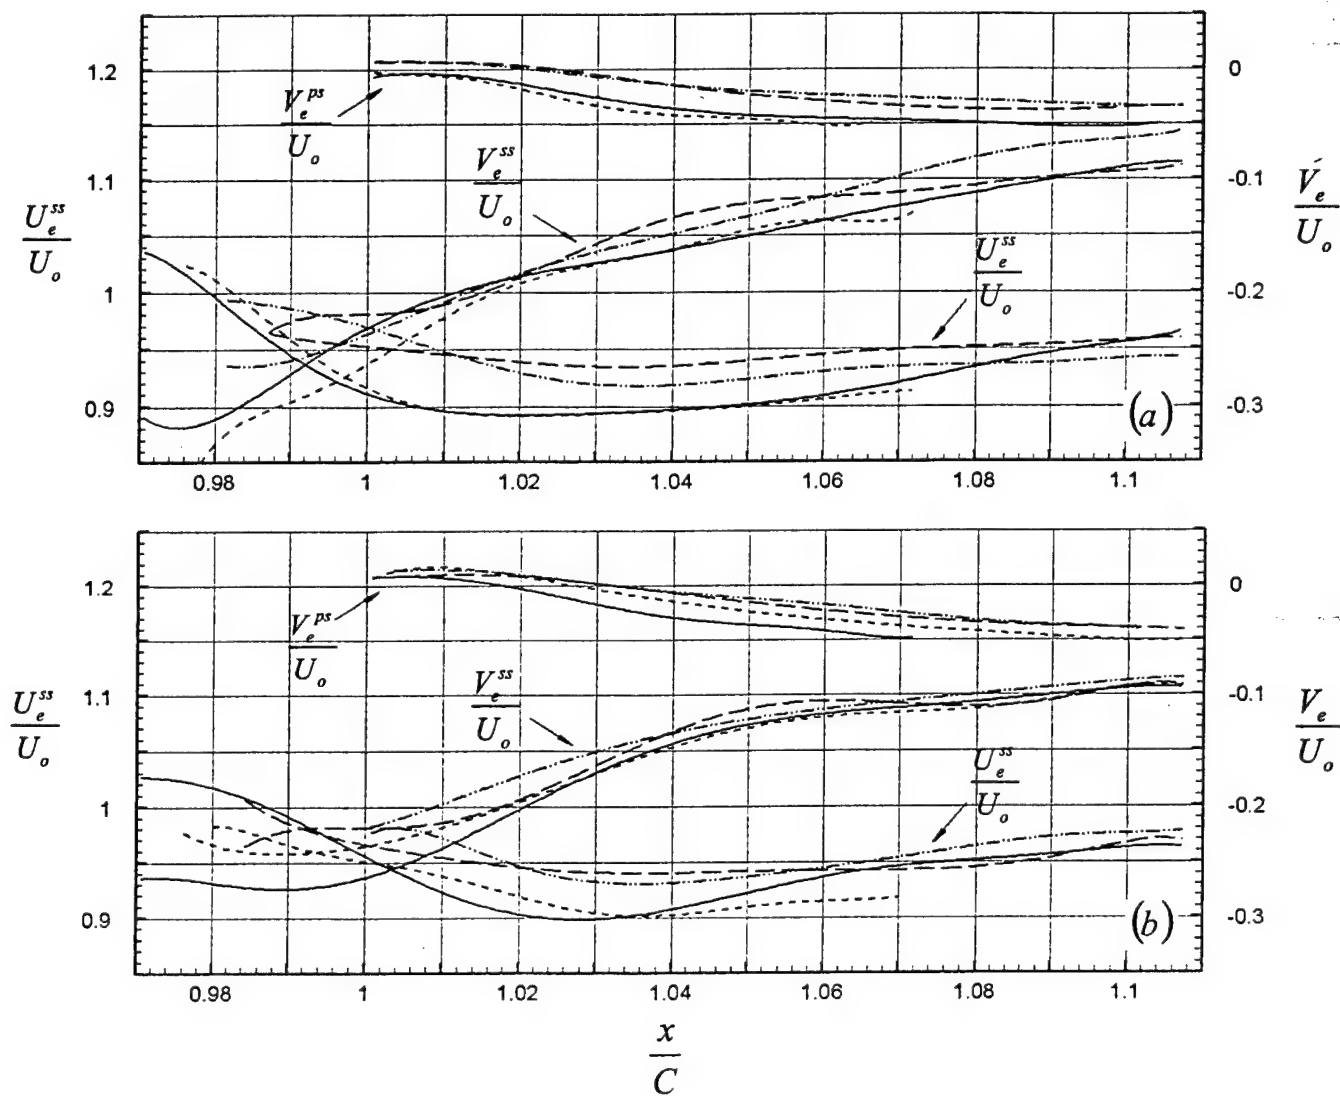 1.2
1.1
1
0.9
U_e^{ss}
U_o
V_e^{ps}
U_o
V_e^{ss}
U_o
U_e^{ss}
U_o
(a)
0
-0.1
-0.2
-0.3
V_e
U_o
0.98 1 1.02 1.04 1.06 1.08 1.1
1.2
1.1
1
0.9
U_e^{ss}
U_o
V_e^{ps}
U_o
V_e^{ss}
U_o
U_e^{ss}
U_o
(b)
0
-0.1
-0.2
-0.3
V_e
U_o
0.98 1 1.02 1.04 1.06 1.08 1.1
x
C